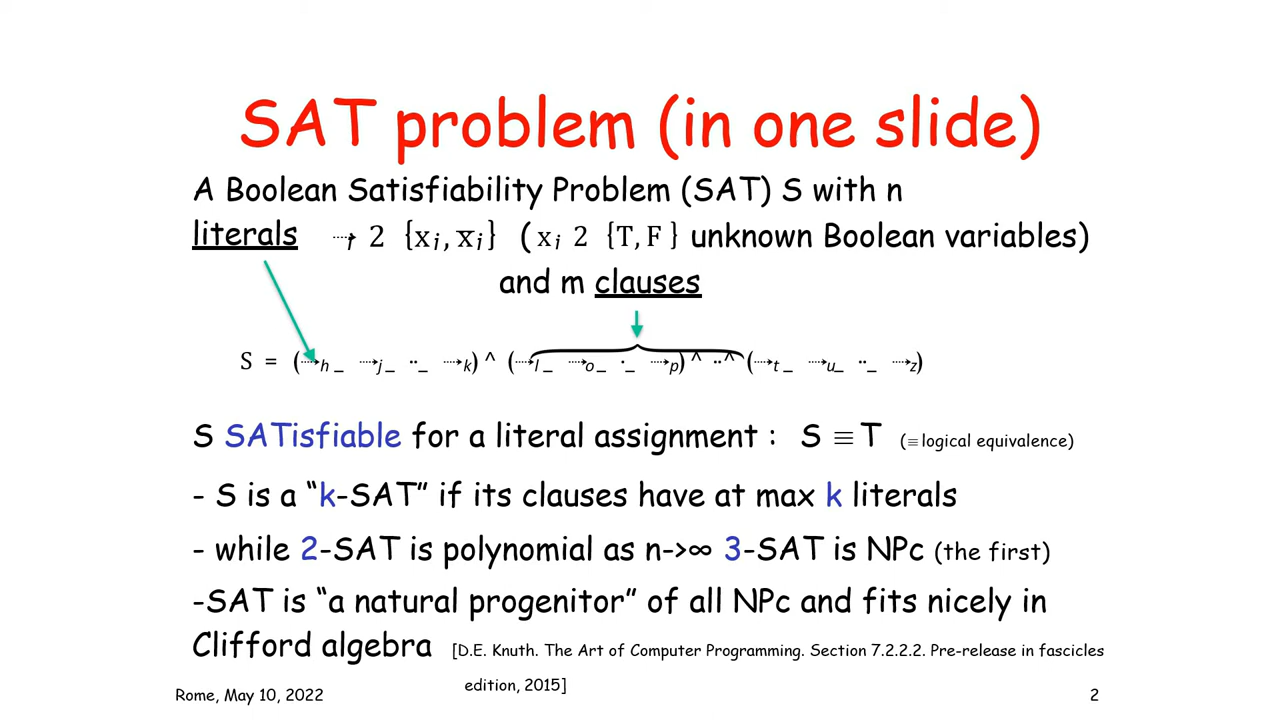 SAT problem (in one slide)
A Boolean Satisfiability Problem (SAT) S with n
literals ⇢i 2 {xi, x̅i} ( xi 2 {T, F } unknown Boolean variables)
and m clauses
S = (⇢h _ ⇢j _ ··_ ⇢k) ^ (⇢l _ ⇢o _ ·_ ⇢p) ^ ··^ (⇢t _ ⇢u _ ··_ ⇢z)
S SATisfiable for a literal assignment : S ≡ T (≡ logical equivalence)
- S is a “k-SAT” if its clauses have at max k literals
- while 2-SAT is polynomial as n->∞ 3-SAT is NPc (the first)
-SAT is “a natural progenitor” of all NPc and fits nicely in
Clifford algebra [D.E. Knuth. The Art of Computer Programming. Section 7.2.2.2. Pre-release in fascicles
edition, 2015]
Rome, May 10, 2022 2